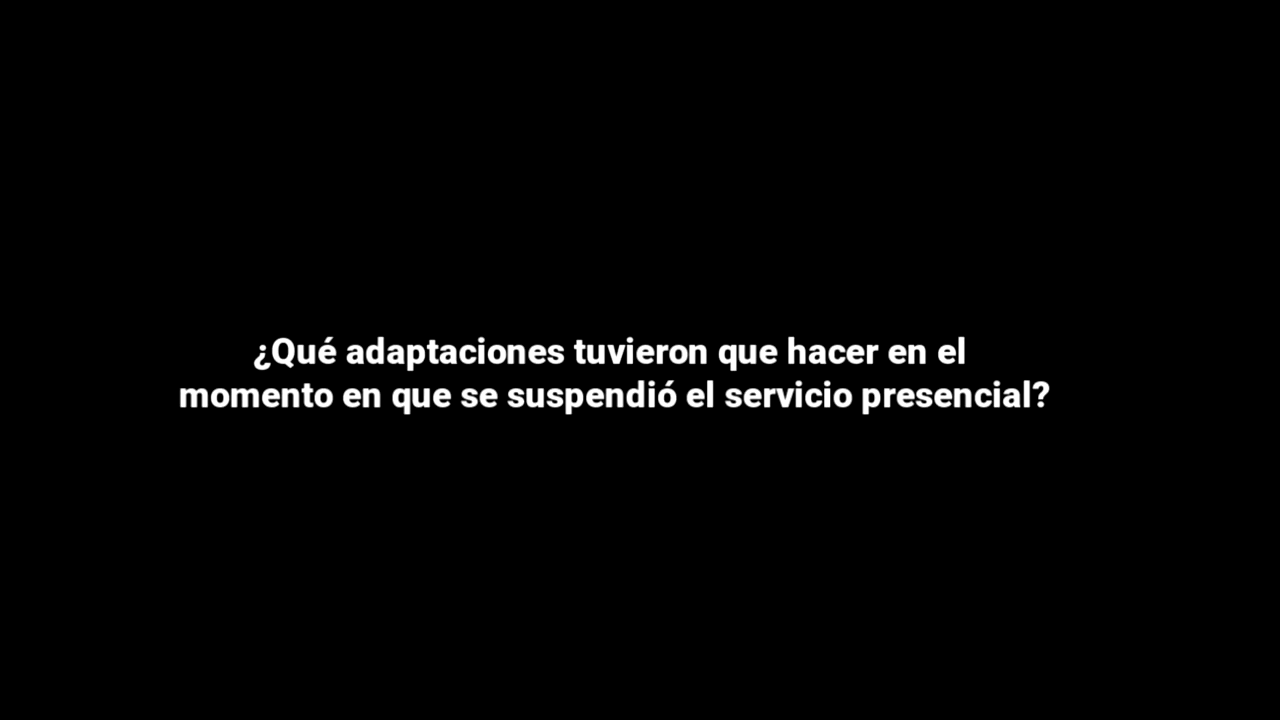 ¿Qué adaptaciones tuvieron que hacer en el
momento en que se suspendió el servicio presencial?